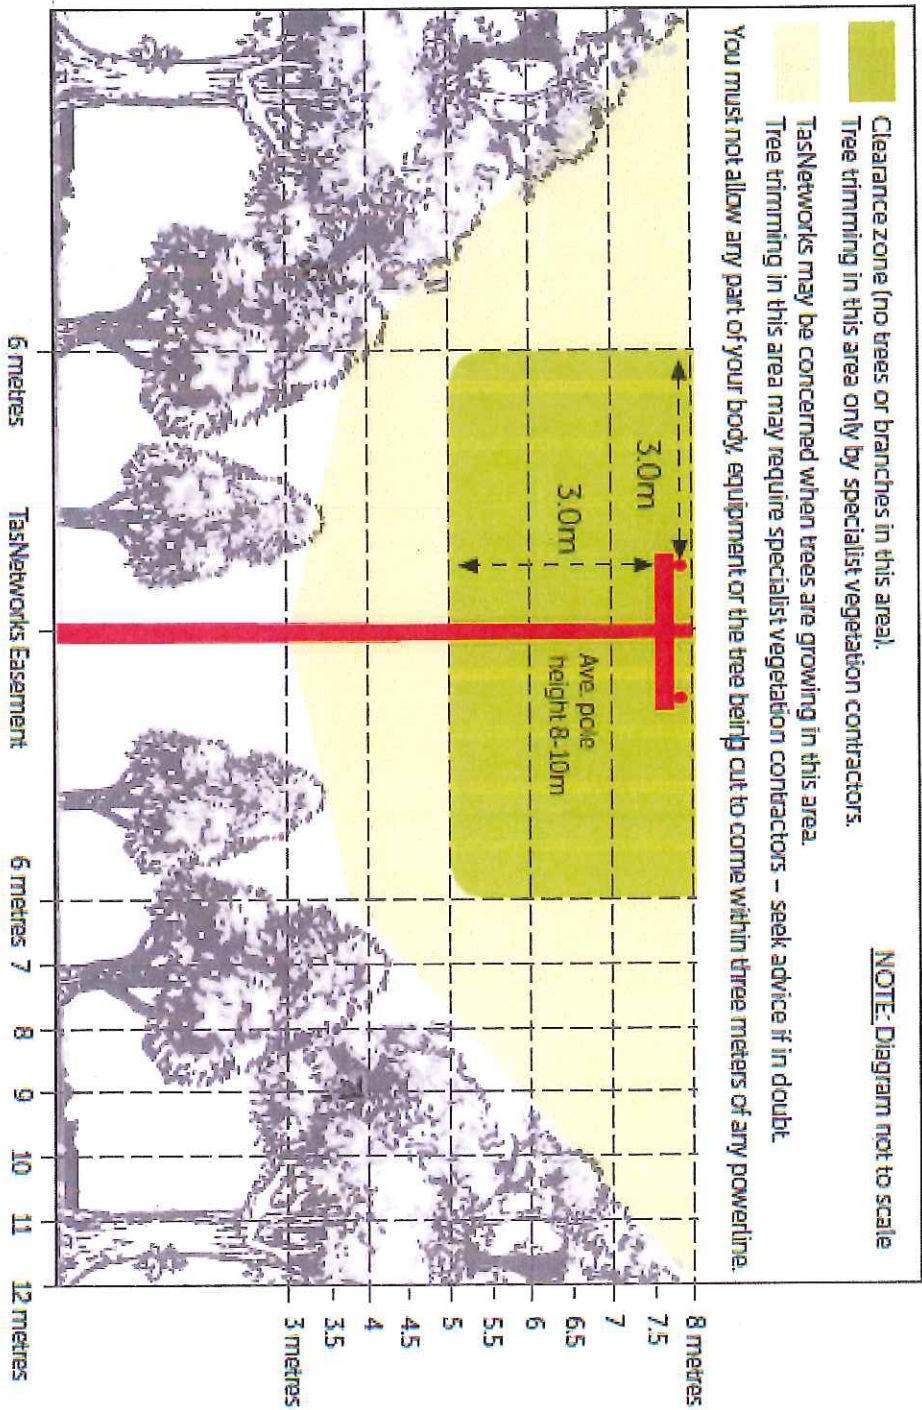 Clearance zone (no trees or branches in this area).
Tree trimming in this area only by specialist vegetation contractors.
NOTE: Diagram not to scale
TasNetworks may be concerned when trees are growing in this area.
Tree trimming in this area may require specialist vegetation contractors – seek advice if in doubt.
You must not allow any part of your body, equipment or the tree being cut to come within three meters of any powerline.
3.0m
3.0m
Ave. pole
height 8-10m
8 metres
7.5
7
6.5
6
5.5
5
4.5
4
3.5
3 metres
6 metres
TasNetworks Easement
6 metres
7
8
9
10
11
12 metres